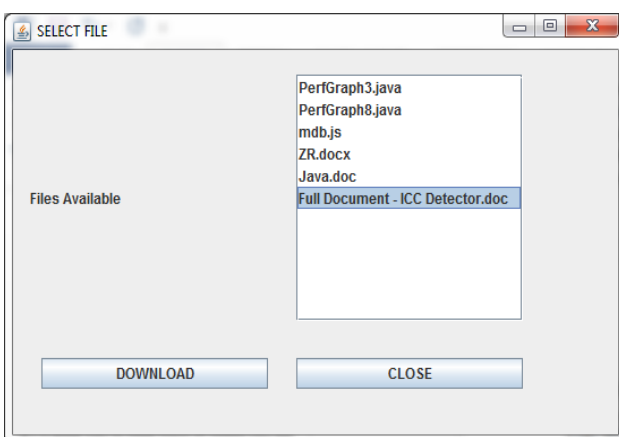 SELECT FILE
PerfGraph3.java
PerfGraph8.java
mdb.js
ZR.docx
Java.doc
Files Available
Full Document - ICC Detector.doc
DOWNLOAD
CLOSE